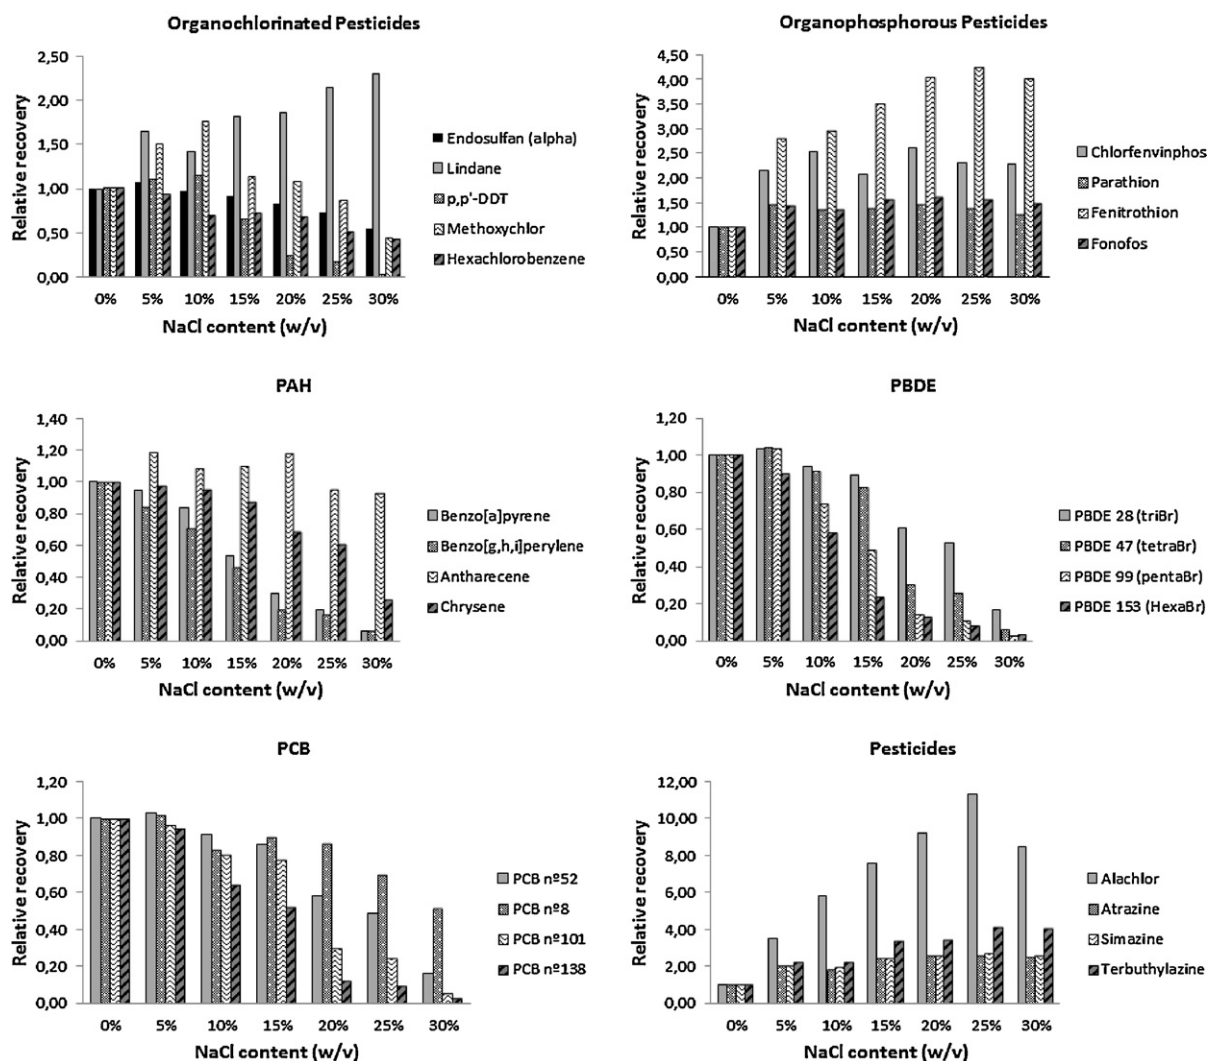 Organochlorinated Pesticides
2,50
2,00
1,50
1,00
0,50
0,00
Relative recovery
0% 5% 10% 15% 20% 25% 30%
NaCl content (w/v)
Endosulfan (alpha)
Lindane
p,p'-DDT
Methoxychlor
Hexachlorobenzene
Organophosphorous Pesticides
4,50
4,00
3,50
3,00
2,50
2,00
1,50
1,00
0,50
0,00
Relative recovery
0% 5% 10% 15% 20% 25% 30%
NaCl content (w/v)
Chlorfenvinphos
Parathion
Fenitrothion
Fonofos
PAH
1,40
1,20
1,00
0,80
0,60
0,40
0,20
0,00
Relative recovery
0% 5% 10% 15% 20% 25% 30%
NaCl content (w/v)
Benzo[a]pyrene
Benzo[g,h,i]perylene
Antharecene
Chrysene
PBDE
1,20
1,00
0,80
0,60
0,40
0,20
0,00
Relative recovery
0% 5% 10% 15% 20% 25% 30%
NaCl content (w/v)
PBDE 28 (triBr)
PBDE 47 (tetraBr)
PBDE 99 (pentaBr)
PBDE 153 (HexaBr)
PCB
1,20
1,00
0,80
0,60
0,40
0,20
0,00
Relative recovery
0% 5% 10% 15% 20% 25% 30%
NaCl content (w/v)
PCB nº52
PCB nº8
PCB nº101
PCB nº138
Pesticides
12,00
10,00
8,00
6,00
4,00
2,00
0,00
Relative recovery
0% 5% 10% 15% 20% 25% 30%
NaCl content (w/v)
Alachlor
Atrazine
Simazine
Terbuthylazine